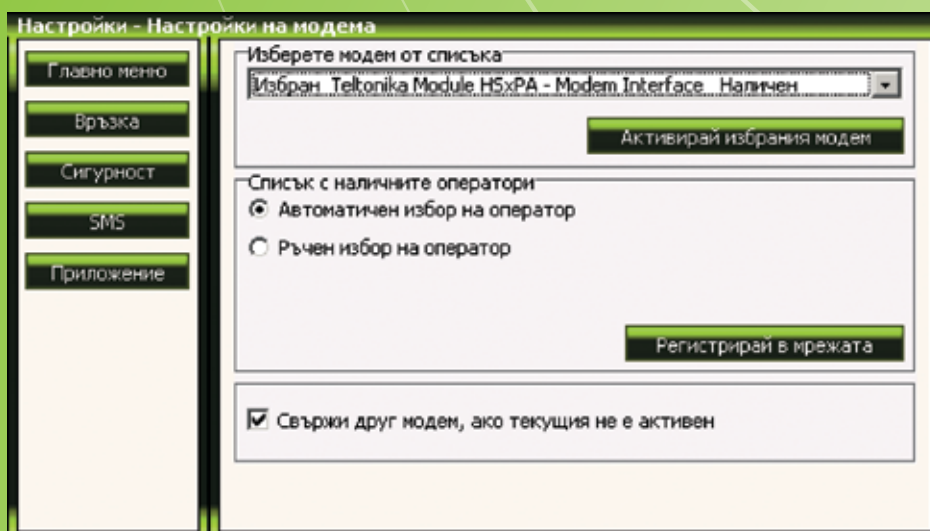 Настройки - Настройки на модема
Главно меню
Връзка
Сигурност
SMS
Приложение
Изберете модем от списъка
Избран Teltonika Module HSxPA - Modem Interface Наличен
Активирай избрания модем
Списък с наличните оператори
Автоматичен избор на оператор
Ръчен избор на оператор
Регистрирай в мрежата
Свържи друг модем, ако текущия не е активен